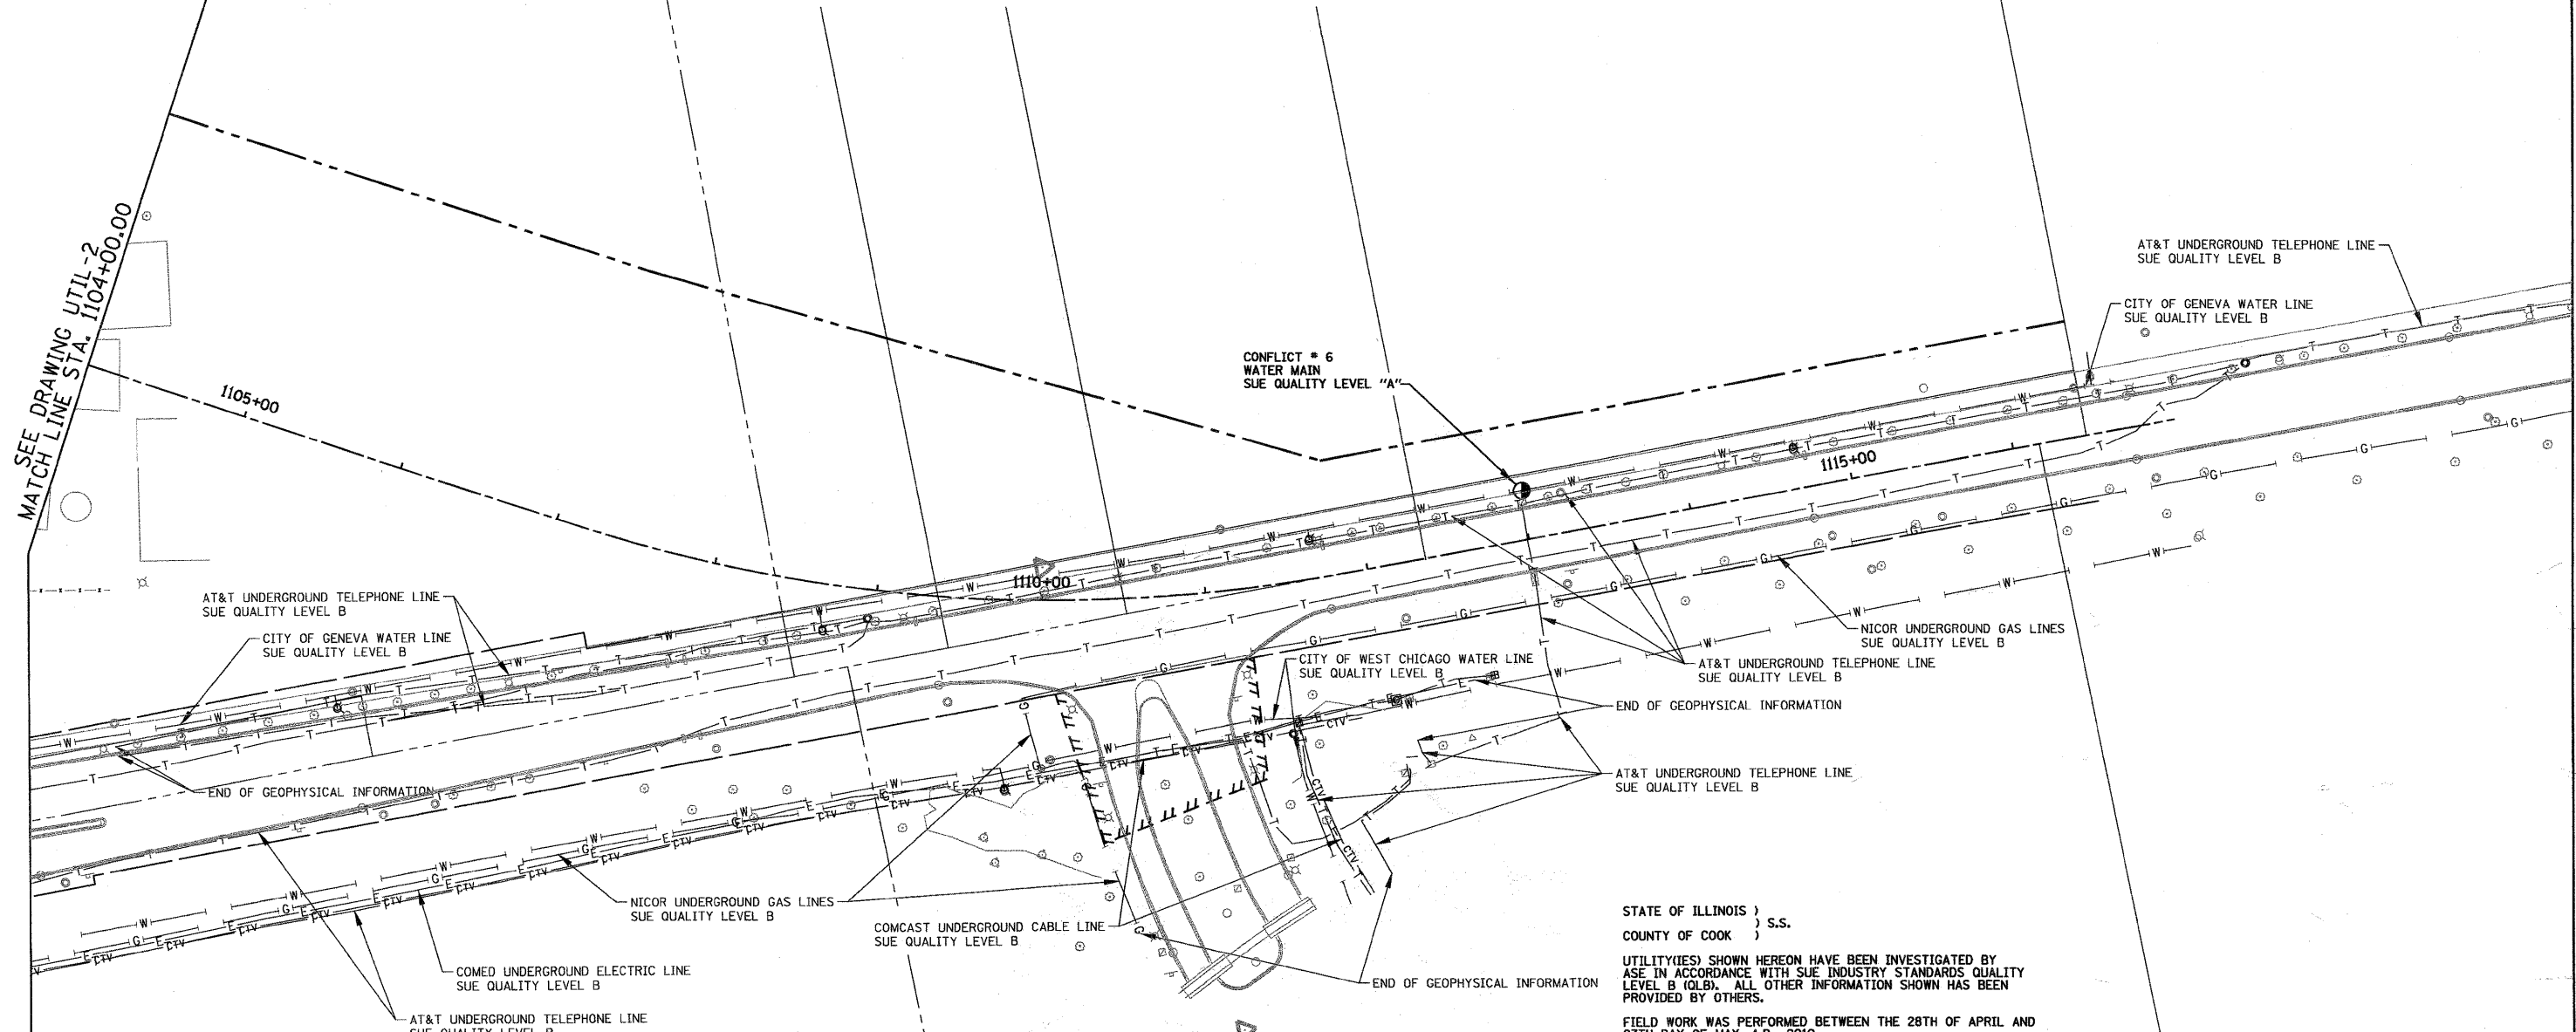 SEE DRAWING UTIL-2
MATCH LINE STA. 1104+00.00
1105+00
1110+00
1115+00
CONFLICT # 6
WATER MAIN
SUE QUALITY LEVEL "A"
AT&T UNDERGROUND TELEPHONE LINE
SUE QUALITY LEVEL B
CITY OF GENEVA WATER LINE
SUE QUALITY LEVEL B
AT&T UNDERGROUND TELEPHONE LINE
SUE QUALITY LEVEL B
CITY OF GENEVA WATER LINE
SUE QUALITY LEVEL B
NICOR UNDERGROUND GAS LINES
SUE QUALITY LEVEL B
CITY OF WEST CHICAGO WATER LINE
SUE QUALITY LEVEL B
AT&T UNDERGROUND TELEPHONE LINE
SUE QUALITY LEVEL B
END OF GEOPHYSICAL INFORMATION
AT&T UNDERGROUND TELEPHONE LINE
SUE QUALITY LEVEL B
END OF GEOPHYSICAL INFORMATION
NICOR UNDERGROUND GAS LINES
SUE QUALITY LEVEL B
COMCAST UNDERGROUND CABLE LINE
SUE QUALITY LEVEL B
COMED UNDERGROUND ELECTRIC LINE
SUE QUALITY LEVEL B
END OF GEOPHYSICAL INFORMATION
AT&T UNDERGROUND TELEPHONE LINE
SUE QUALITY LEVEL B
STATE OF ILLINOIS )
) S.S.
COUNTY OF COOK )
UTILITY(IES) SHOWN HEREON HAVE BEEN INVESTIGATED BY
ASE IN ACCORDANCE WITH SUE INDUSTRY STANDARDS QUALITY
LEVEL B (QLB). ALL OTHER INFORMATION SHOWN HAS BEEN
PROVIDED BY OTHERS.
FIELD WORK WAS PERFORMED BETWEEN THE 28TH OF APRIL AND